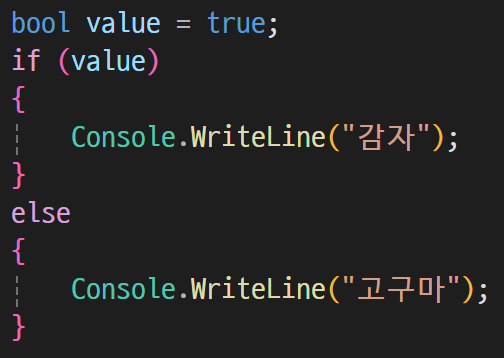 bool value = true;
if (value)
{
    Console.WriteLine("감자");
}
else
{
    Console.WriteLine("고구마");
}